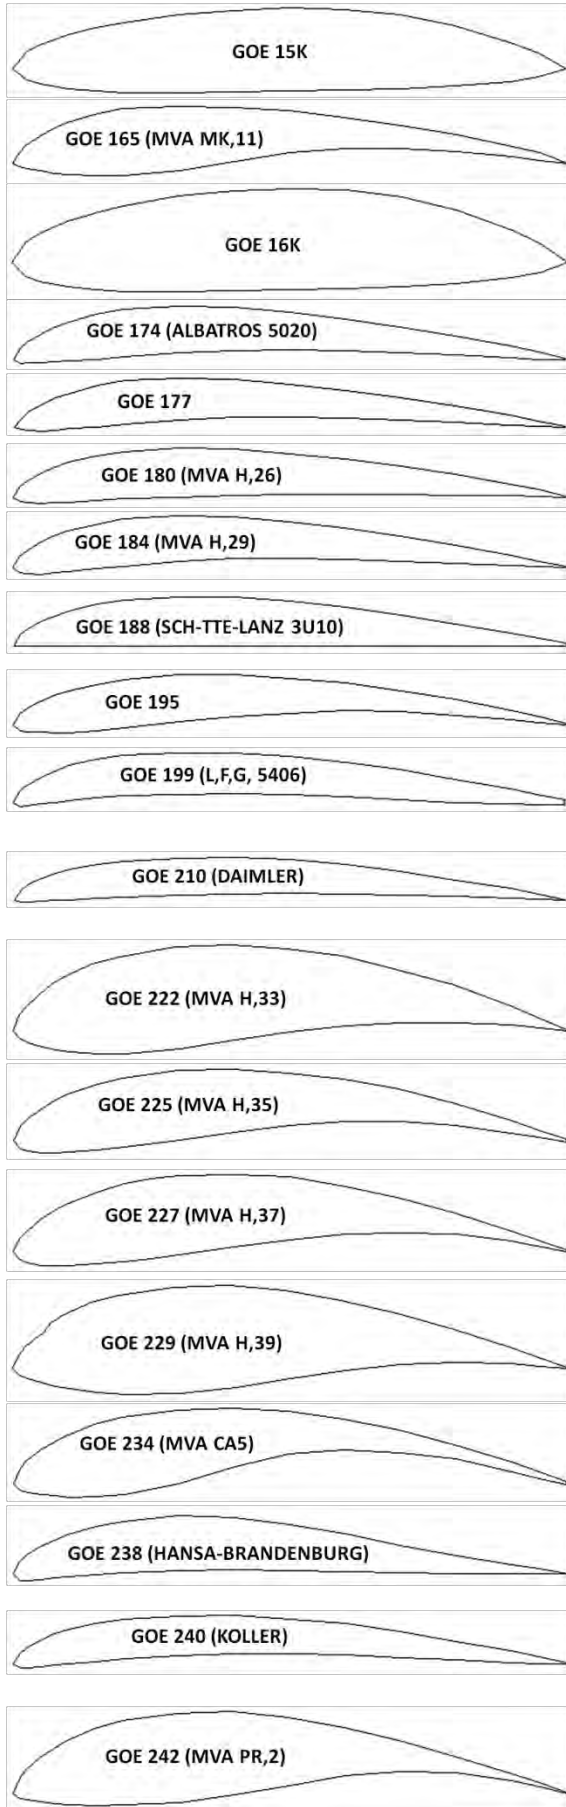 GOE 15K
GOE 165 (MVA MK,11)
GOE 16K
GOE 174 (ALBATROS 5020)
GOE 177
GOE 180 (MVA H,26)
GOE 184 (MVA H,29)
GOE 188 (SCH-TTE-LANZ 3U10)
GOE 195
GOE 199 (L,F,G, 5406)
GOE 210 (DAIMLER)
GOE 222 (MVA H,33)
GOE 225 (MVA H,35)
GOE 227 (MVA H,37)
GOE 229 (MVA H,39)
GOE 234 (MVA CA5)
GOE 238 (HANSA-BRANDENBURG)
GOE 240 (KOLLER)
GOE 242 (MVA PR,2)